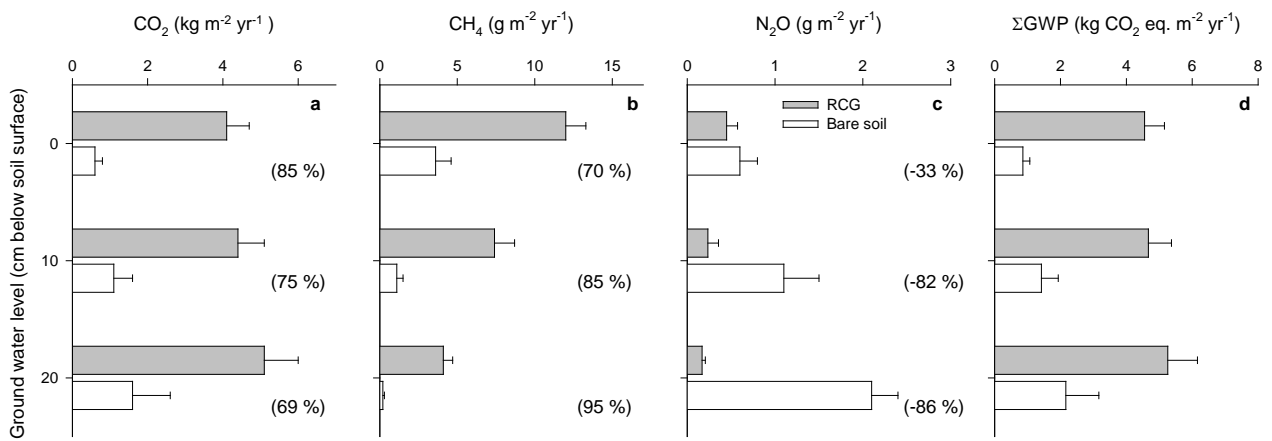 CO₂ (kg m⁻² yr⁻¹) CH₄ (g m⁻² yr⁻¹) N₂O (g m⁻² yr⁻¹) ΣGWP (kg CO₂ eq. m⁻² yr⁻¹)
0 2 4 6 0 5 10 15 0 1 2 3 0 2 4 6 8
a b c d
RCG
Bare soil
Ground water level (cm below soil surface)
0
(85 %) (70 %) (-33 %)
10
(75 %) (85 %) (-82 %)
20
(69 %) (95 %) (-86 %)